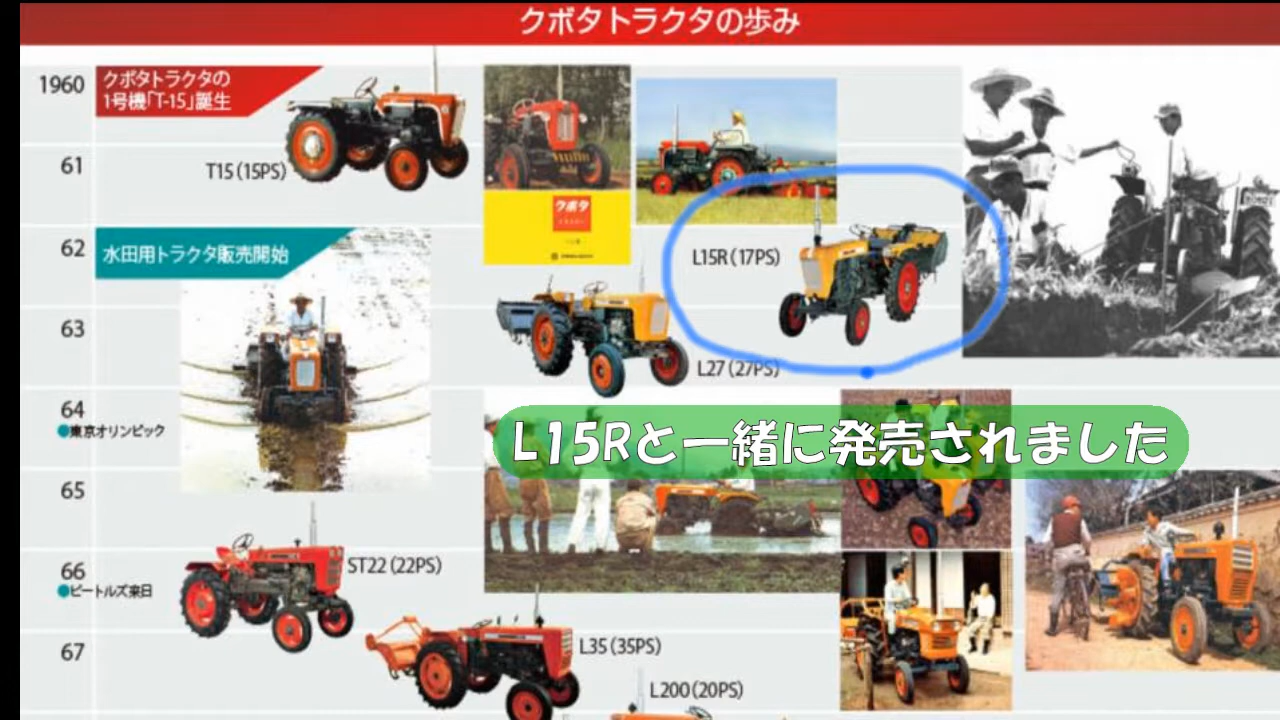 クボタトラクタの歩み
1960
クボタトラクタの
1号機「T-15」誕生
T15(15PS)
61
クボタ
62
水田用トラクタ販売開始
L15R(17PS)
63
L27(27PS)
64
東京オリンピック
L15Rと一緒に発売されました
65
66
ビートルズ来日
ST22(22PS)
67
L35(35PS)
L200(20PS)